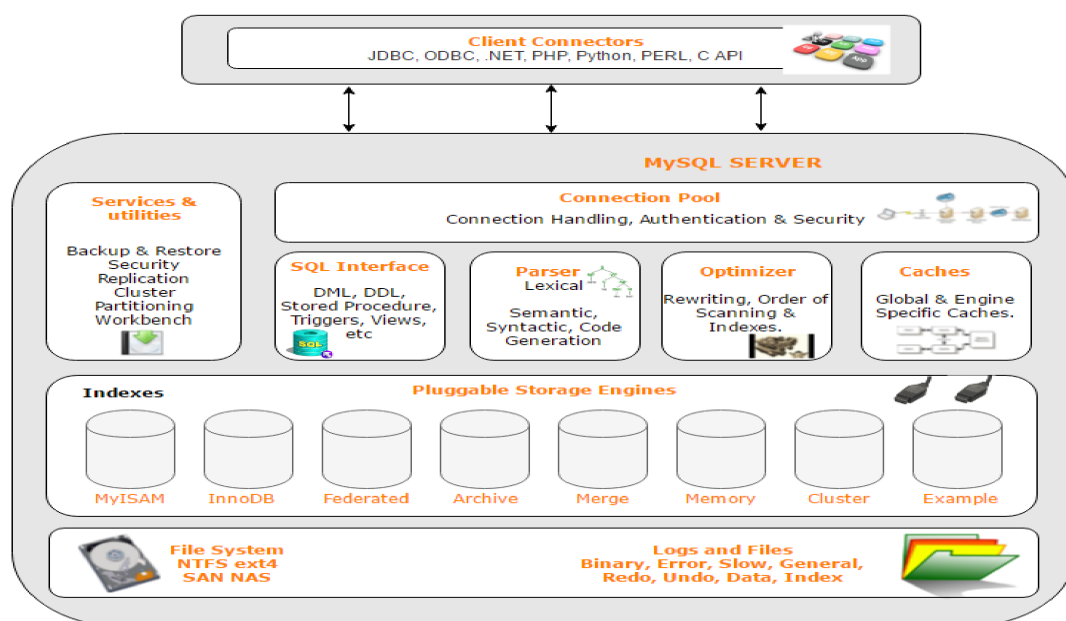 Client Connectors
JDBC, ODBC, .NET, PHP, Python, PERL, C API
App
MySQL SERVER
Services &
utilities
Backup & Restore
Security
Replication
Cluster
Partitioning
Workbench
Connection Pool
Connection Handling, Authentication & Security
SQL Interface
DML, DDL,
Stored Procedure,
Triggers, Views,
etc
SQL
Parser
Lexical
Semantic,
Syntactic, Code
Generation
Optimizer
Rewriting, Order of
Scanning &
Indexes.
Caches
Global & Engine
Specific Caches.
Indexes
Pluggable Storage Engines
MyISAM
InnoDB
Federated
Archive
Merge
Memory
Cluster
Example
File System
NTFS ext4
SAN NAS
Logs and Files
Binary, Error, Slow, General,
Redo, Undo, Data, Index